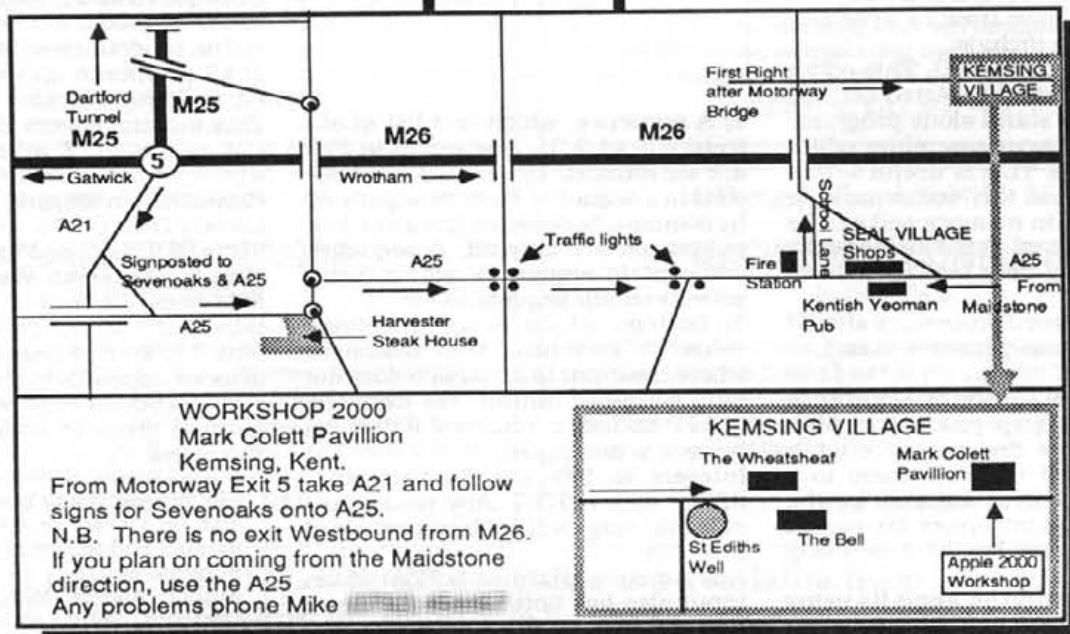 Dartford
Tunnel
M25
M25
5
Gatwick
A21
Signposted to
Sevenoaks & A25
A25
M26
Wrotham
Traffic lights
A25
Harvester
Steak House
M26
First Right
after Motorway
Bridge
KEMSING
VILLAGE
School Lane
SEAL VILLAGE
Shops
Fire
Station
Kentish Yeoman
Pub
A25
From
Maidstone
WORKSHOP 2000
Mark Colett Pavillion
Kemsing, Kent.
From Motorway Exit 5 take A21 and follow
signs for Sevenoaks onto A25.
N.B. There is no exit Westbound from M26.
If you plan on coming from the Maidstone
direction, use the A25
Any problems phone Mike
KEMSING VILLAGE
The Wheatsheaf
Mark Colett
Pavillion
St Ediths
Well
The Bell
Apple 2000
Workshop